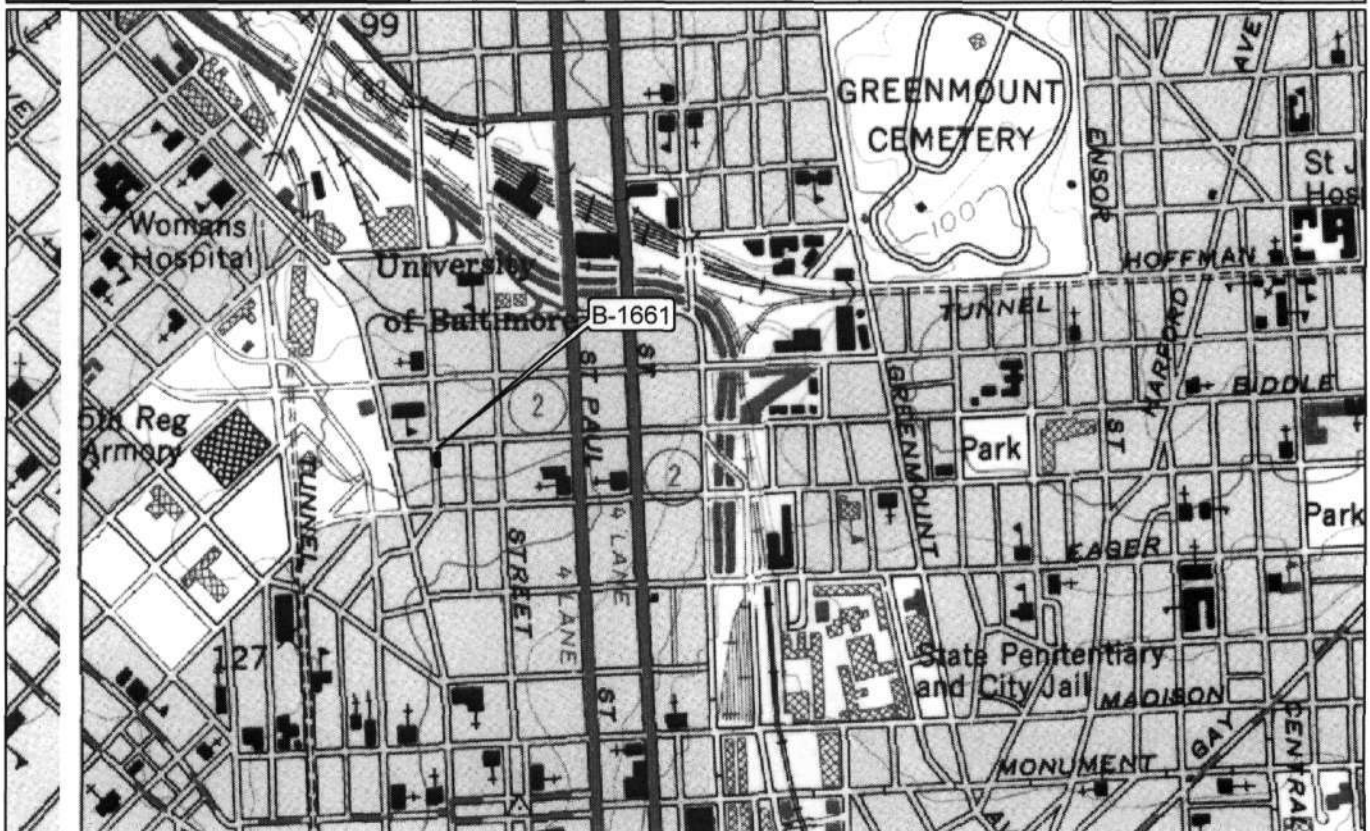 99
83
GREENMOUNT
CEMETERY
AVE
ENSOR
St J
Hos
100
Womans
Hospital
HOFFMAN
University
TUNNEL
of Baltimore
B-1661
HARFORD
ST
ST PAUL
ST
GREENMOUNT
BIDDLE
2
5th Reg
Armory
TUNNEL
Park
2
Park
4 LANE
STREET
4 LANE
EAGER
127
State Penitentiary
and City Jail
MADISON
ST
CENTRAL
GAY
MONUMENT